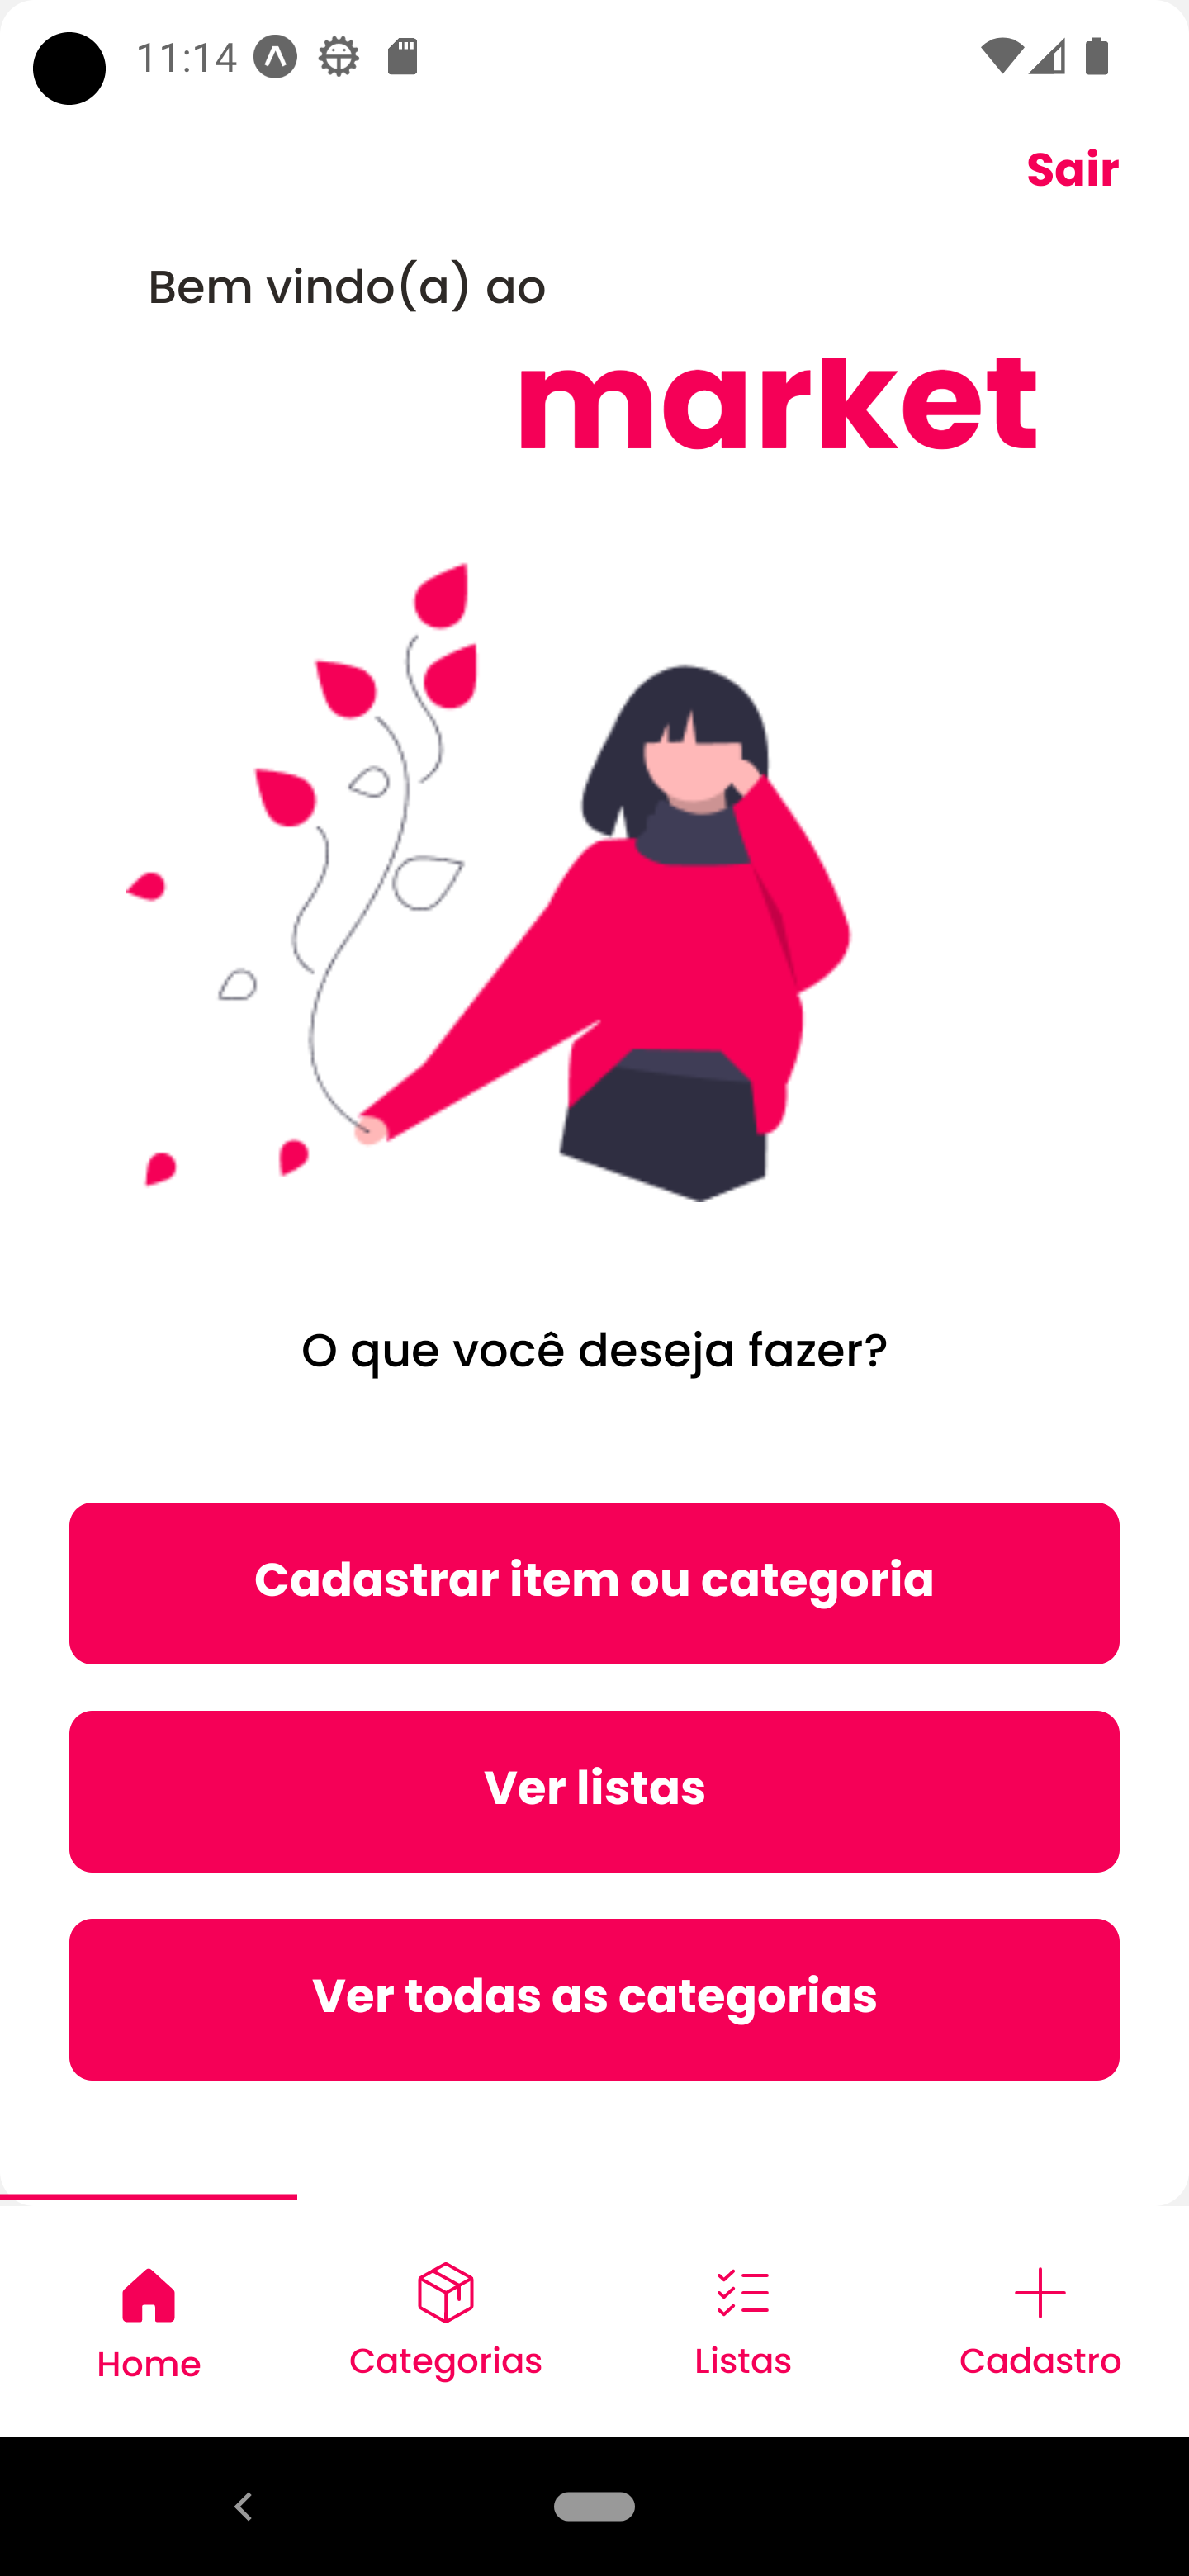 11:14
Sair
Bem vindo(a) ao
market
O que você deseja fazer?
Cadastrar item ou categoria
Ver listas
Ver todas as categorias
Home
Categorias
Listas
Cadastro